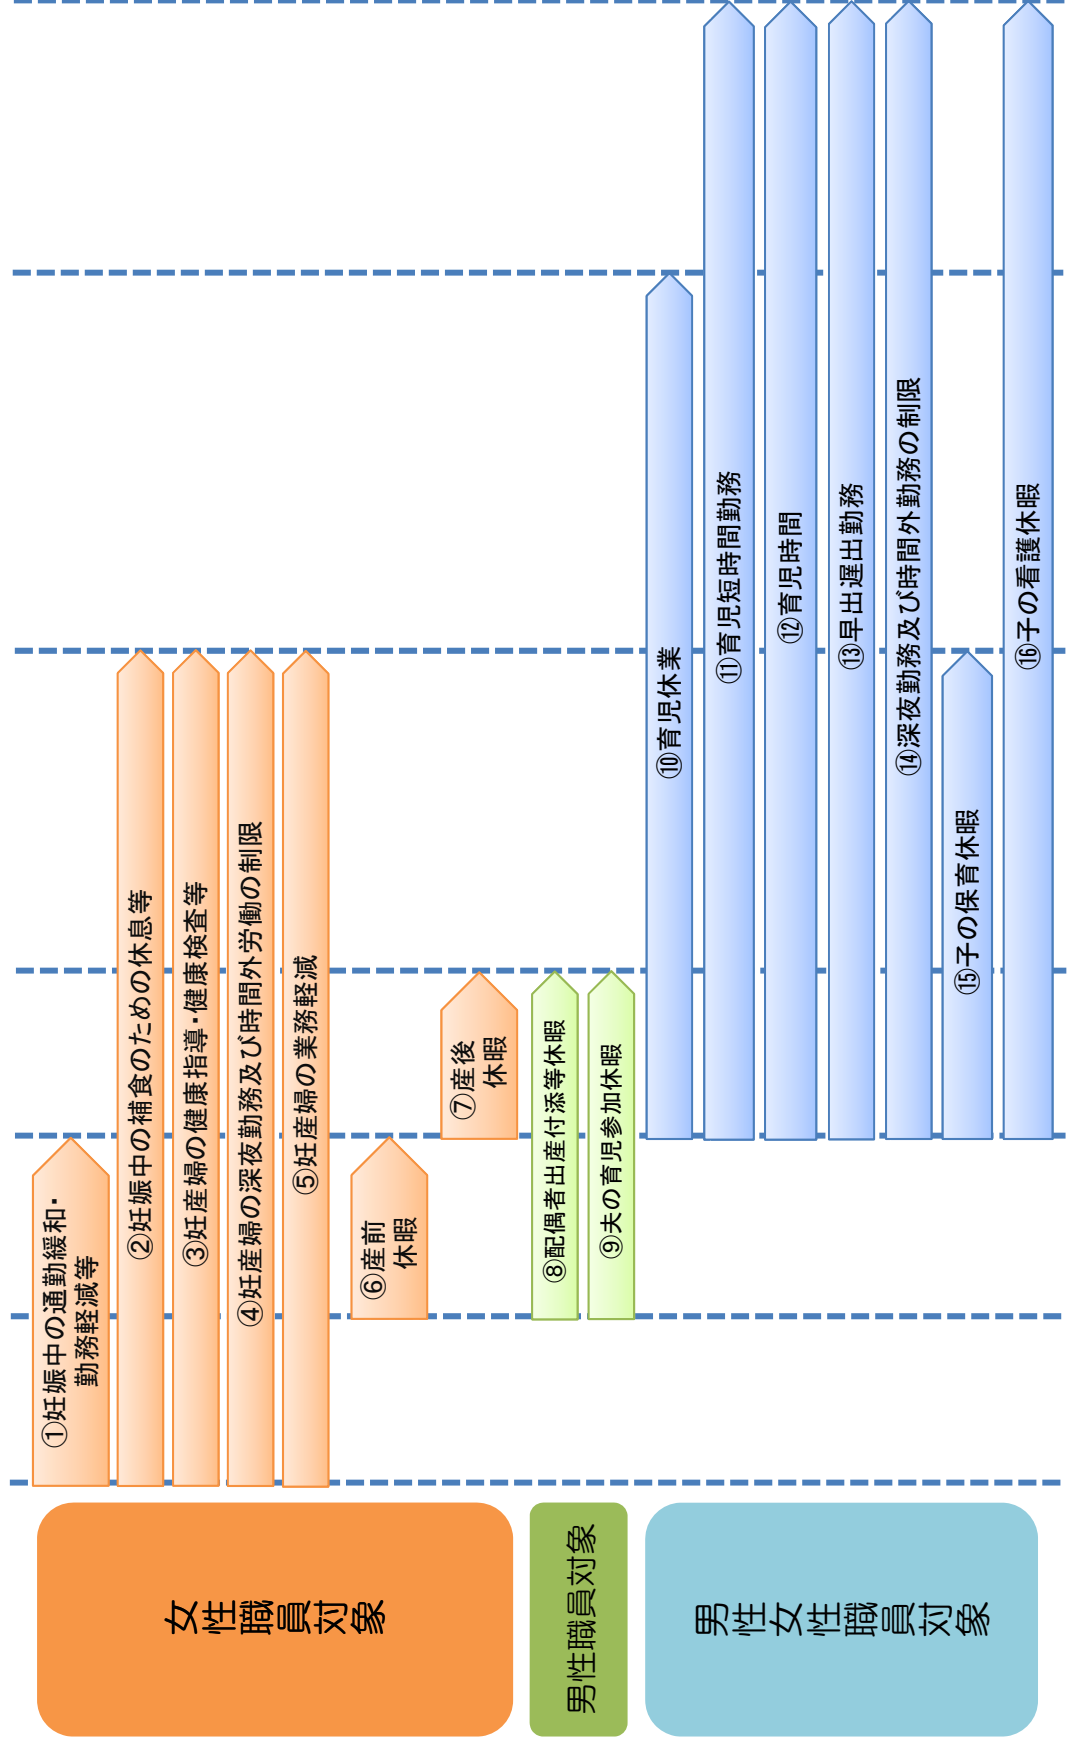 女性職員対象
①妊娠中の通勤緩和・
勤務軽減等
②妊娠中の補食のための休息等
③妊産婦の健康指導・健康検査等
④妊産婦の深夜勤務及び時間外労働の制限
⑤妊産婦の業務軽減
⑥産前
休暇
⑦産後
休暇
男性職員対象
⑧配偶者出産付添等休暇
⑨夫の育児参加休暇
男性女性職員対象
⑩育児休業
⑪育児短時間勤務
⑫育児時間
⑬早出遅出勤務
⑭深夜勤務及び時間外勤務の制限
⑮子の保育休暇
⑯子の看護休暇